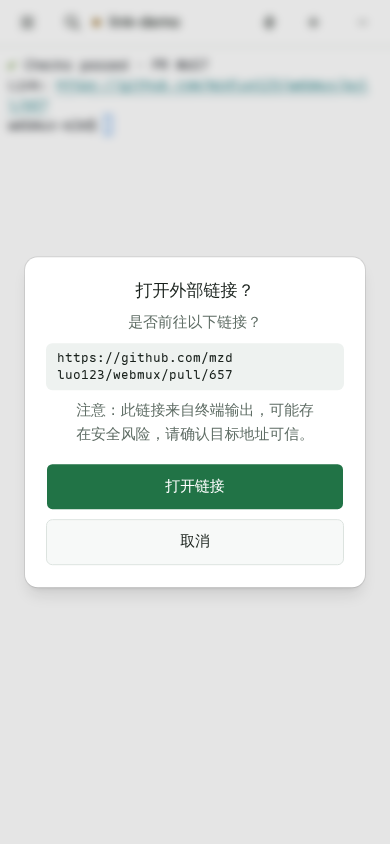 打开外部链接？
是否前往以下链接？
https://github.com/mzd
luo123/webmux/pull/657
注意：此链接来自终端输出，可能存
在安全风险，请确认目标地址可信。
打开链接
取消